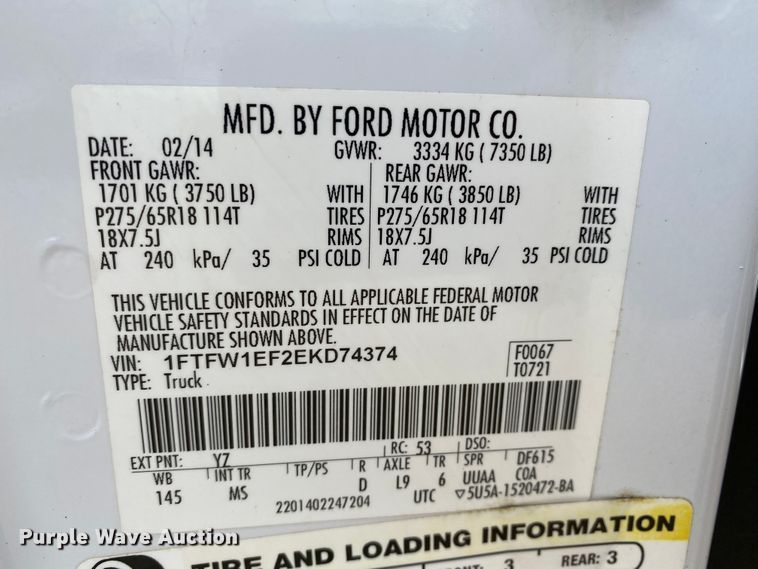 MFD. BY FORD MOTOR CO.
DATE: 02/14 GVWR: 3334 KG ( 7350 LB)
FRONT GAWR: REAR GAWR:
1701 KG ( 3750 LB) WITH 1746 KG ( 3850 LB) WITH
P275/65R18 114T TIRES P275/65R18 114T TIRES
18X7.5J RIMS 18X7.5J RIMS
AT 240 kPa/ 35 PSI COLD AT 240 kPa/ 35 PSI COLD
THIS VEHICLE CONFORMS TO ALL APPLICABLE FEDERAL MOTOR
VEHICLE SAFETY STANDARDS IN EFFECT ON THE DATE OF
MANUFACTURE SHOWN ABOVE.
VIN: 1FTFW1EF2EKD74374 F0067
TYPE: Truck T0721
EXT PNT: YZ RC: 53 DSO:
WB INT TR TP/PS R AXLE TR SPR DF615
145 MS D L9 6 UUAA COA
2201402247204 UTC ▽5U5A-1520472-BA
TIRE AND LOADING INFORMATION
3 REAR: 3
Purple Wave Auction